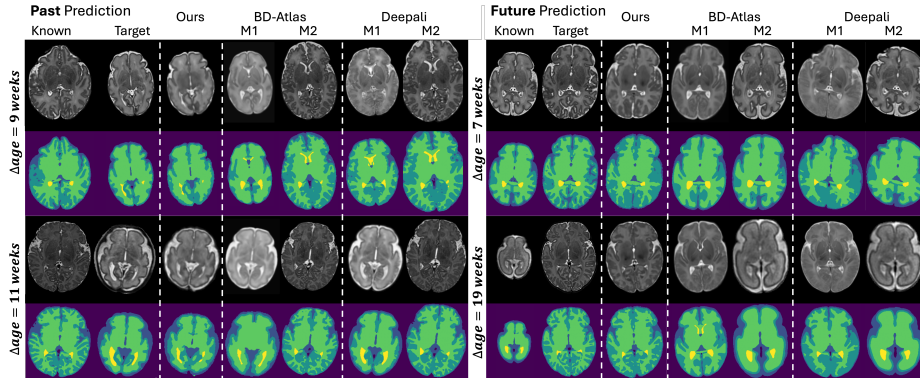 Past Prediction
Ours
BD-Atlas
Deepali
Known
Target
M1
M2
M1
M2
Δage = 9 weeks
Δage = 11 weeks
Future Prediction
Ours
BD-Atlas
Deepali
Known
Target
M1
M2
M1
M2
Δage = 7 weeks
Δage = 19 weeks